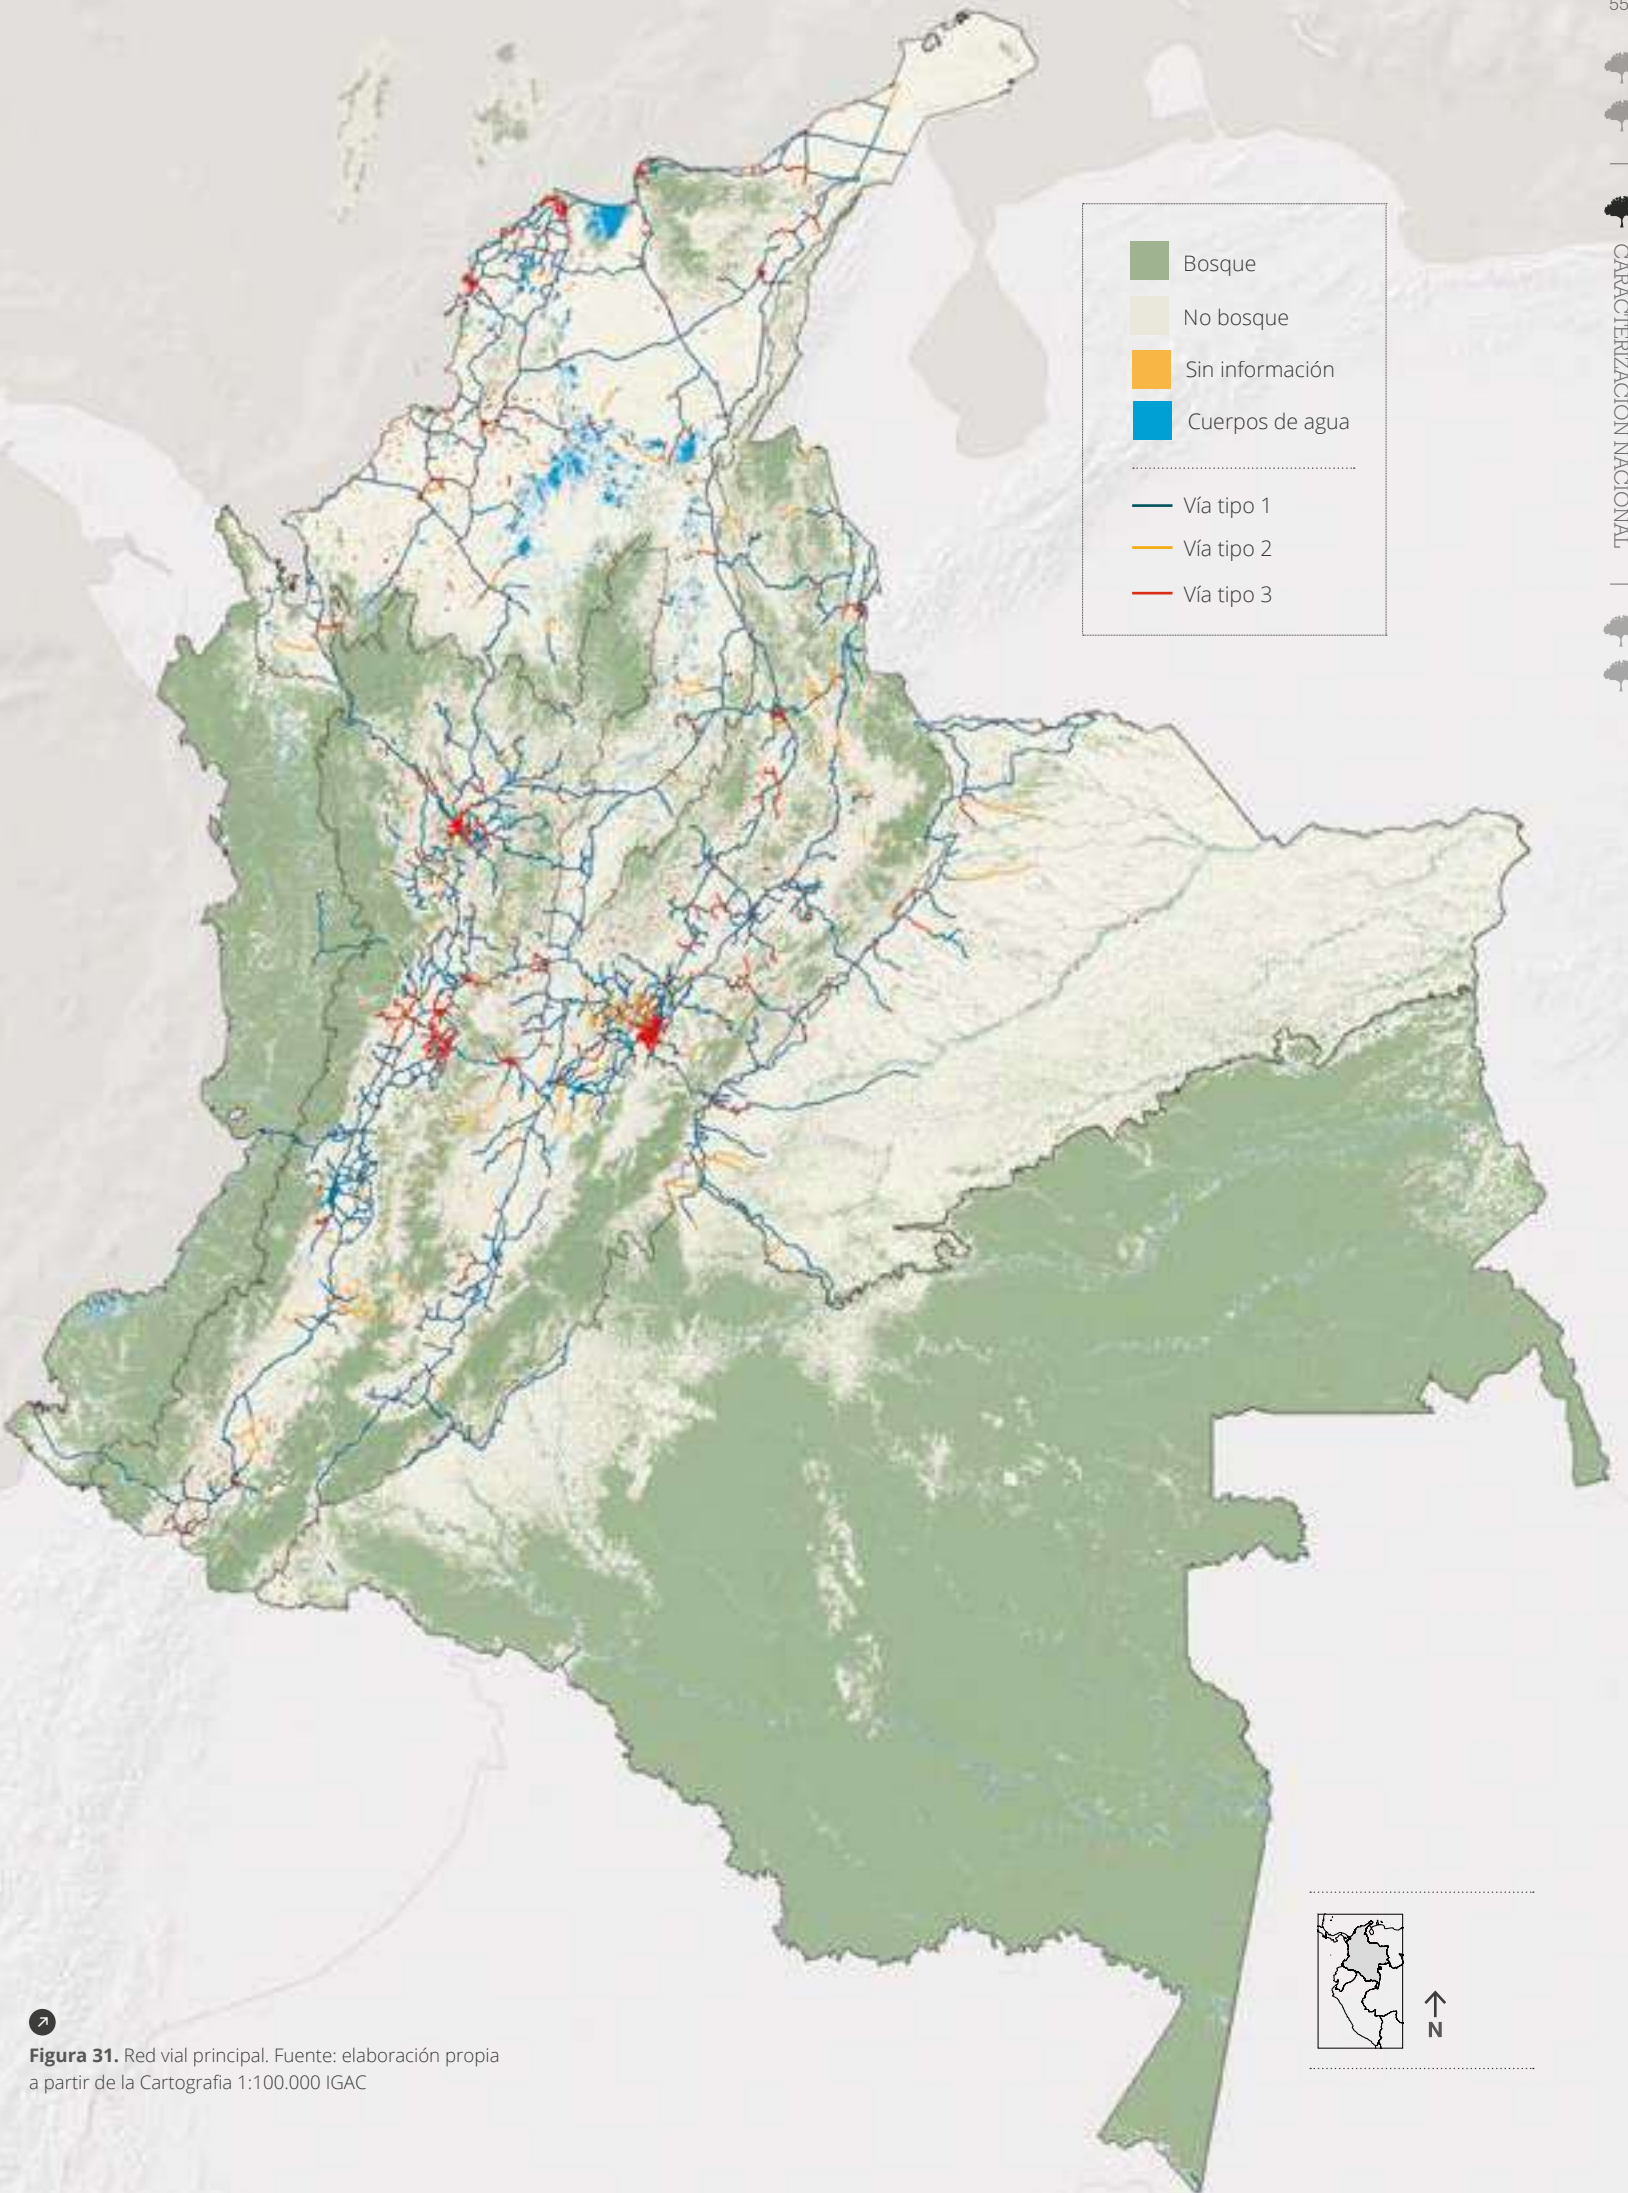 55
CARACTERIZACIÓN NACIONAL
Bosque
No bosque
Sin información
Cuerpos de agua
Vía tipo 1
Vía tipo 2
Vía tipo 3
N
Figura 31. Red vial principal. Fuente: elaboración propia
a partir de la Cartografia 1:100.000 IGAC